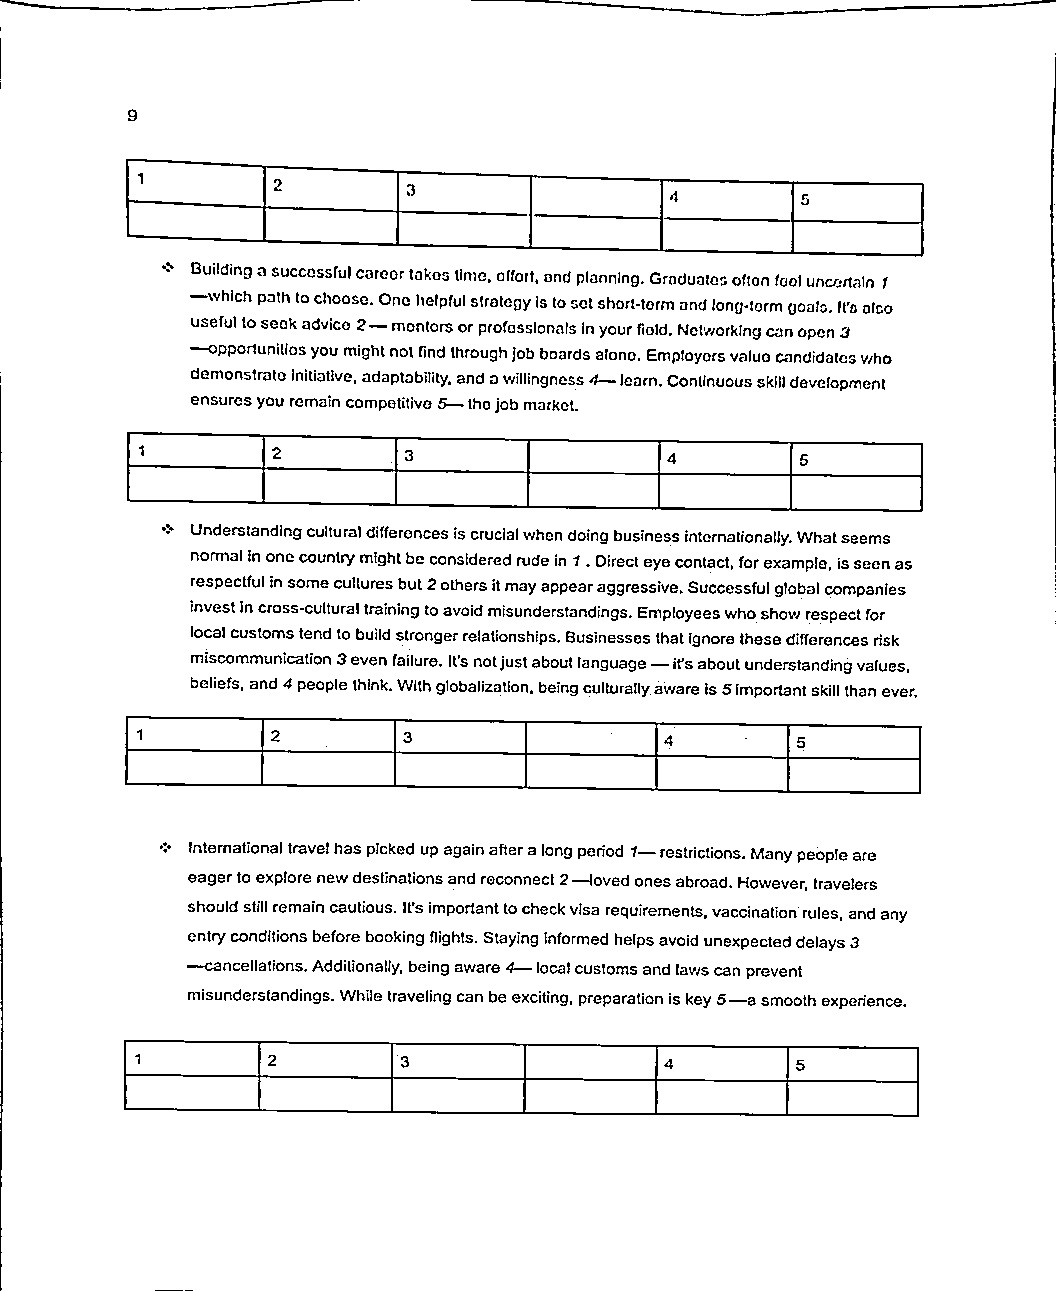 9
1 2 3 4 5
❖ Building a successful career takes time, effort, and planning. Graduates often feel uncertain 1
—which path to choose. One helpful strategy is to set short-term and long-term goals. It's also
useful to seek advice 2— mentors or professionals in your field. Networking can open 3
—opportunities you might not find through job boards alone. Employers value candidates who
demonstrate initiative, adaptability, and a willingness 4— learn. Continuous skill development
ensures you remain competitive 5— the job market.
1 2 3 4 5
❖ Understanding cultural differences is crucial when doing business internationally. What seems
normal in one country might be considered rude in 1 . Direct eye contact, for example, is seen as
respectful in some cultures but 2 others it may appear aggressive. Successful global companies
invest in cross-cultural training to avoid misunderstandings. Employees who show respect for
local customs tend to build stronger relationships. Businesses that ignore these differences risk
miscommunication 3 even failure. It's not just about language — it's about understanding values,
beliefs, and 4 people think. With globalization, being culturally aware is 5 important skill than ever.
1 2 3 4 5
❖ International travel has picked up again after a long period 1— restrictions. Many people are
eager to explore new destinations and reconnect 2 —loved ones abroad. However, travelers
should still remain cautious. It's important to check visa requirements, vaccination rules, and any
entry conditions before booking flights. Staying informed helps avoid unexpected delays 3
—cancellations. Additionally, being aware 4— local customs and laws can prevent
misunderstandings. While traveling can be exciting, preparation is key 5—a smooth experience.
1 2 3 4 5